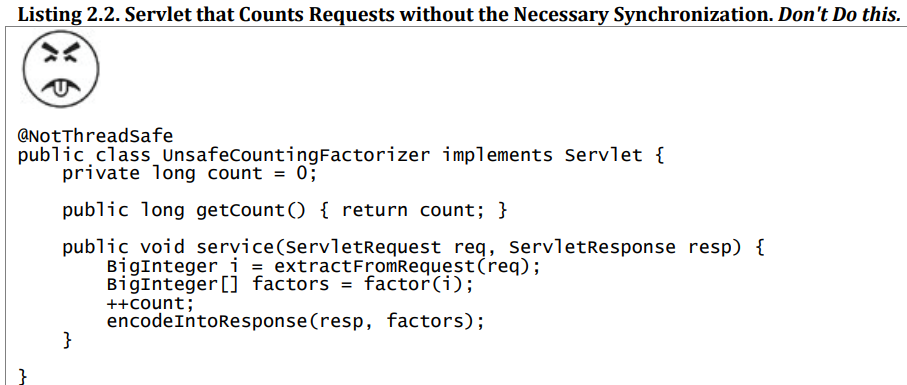 Listing 2.2. Servlet that Counts Requests without the Necessary Synchronization. Don't Do this.
@NotThreadSafe
public class UnsafeCountingFactorizer implements Servlet {
    private long count = 0;
    public long getCount() { return count; }
    public void service(ServletRequest req, ServletResponse resp) {
        BigInteger i = extractFromRequest(req);
        BigInteger[] factors = factor(i);
        ++count;
        encodeIntoResponse(resp, factors);
    }
}